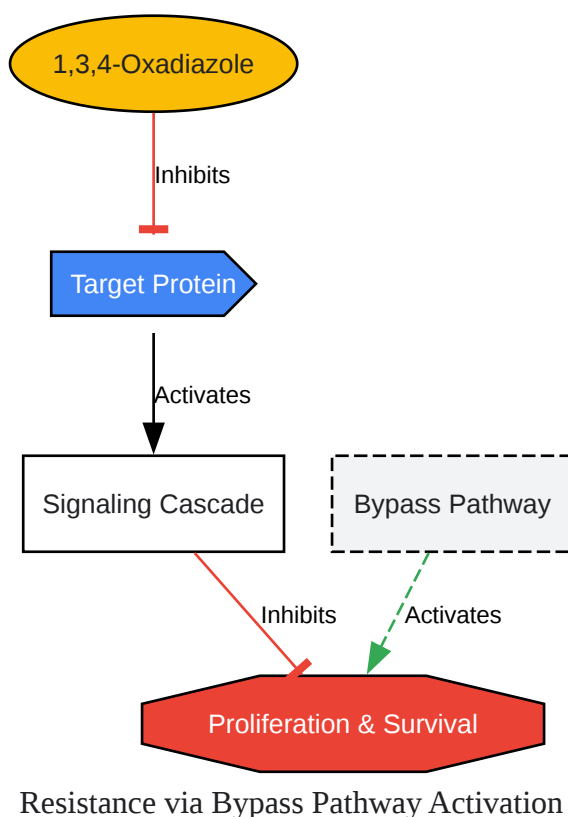 1,3,4-Oxadiazole
Inhibits
Target Protein
Activates
Signaling Cascade
Bypass Pathway
Inhibits
Activates
Proliferation & Survival
Resistance via Bypass Pathway Activation